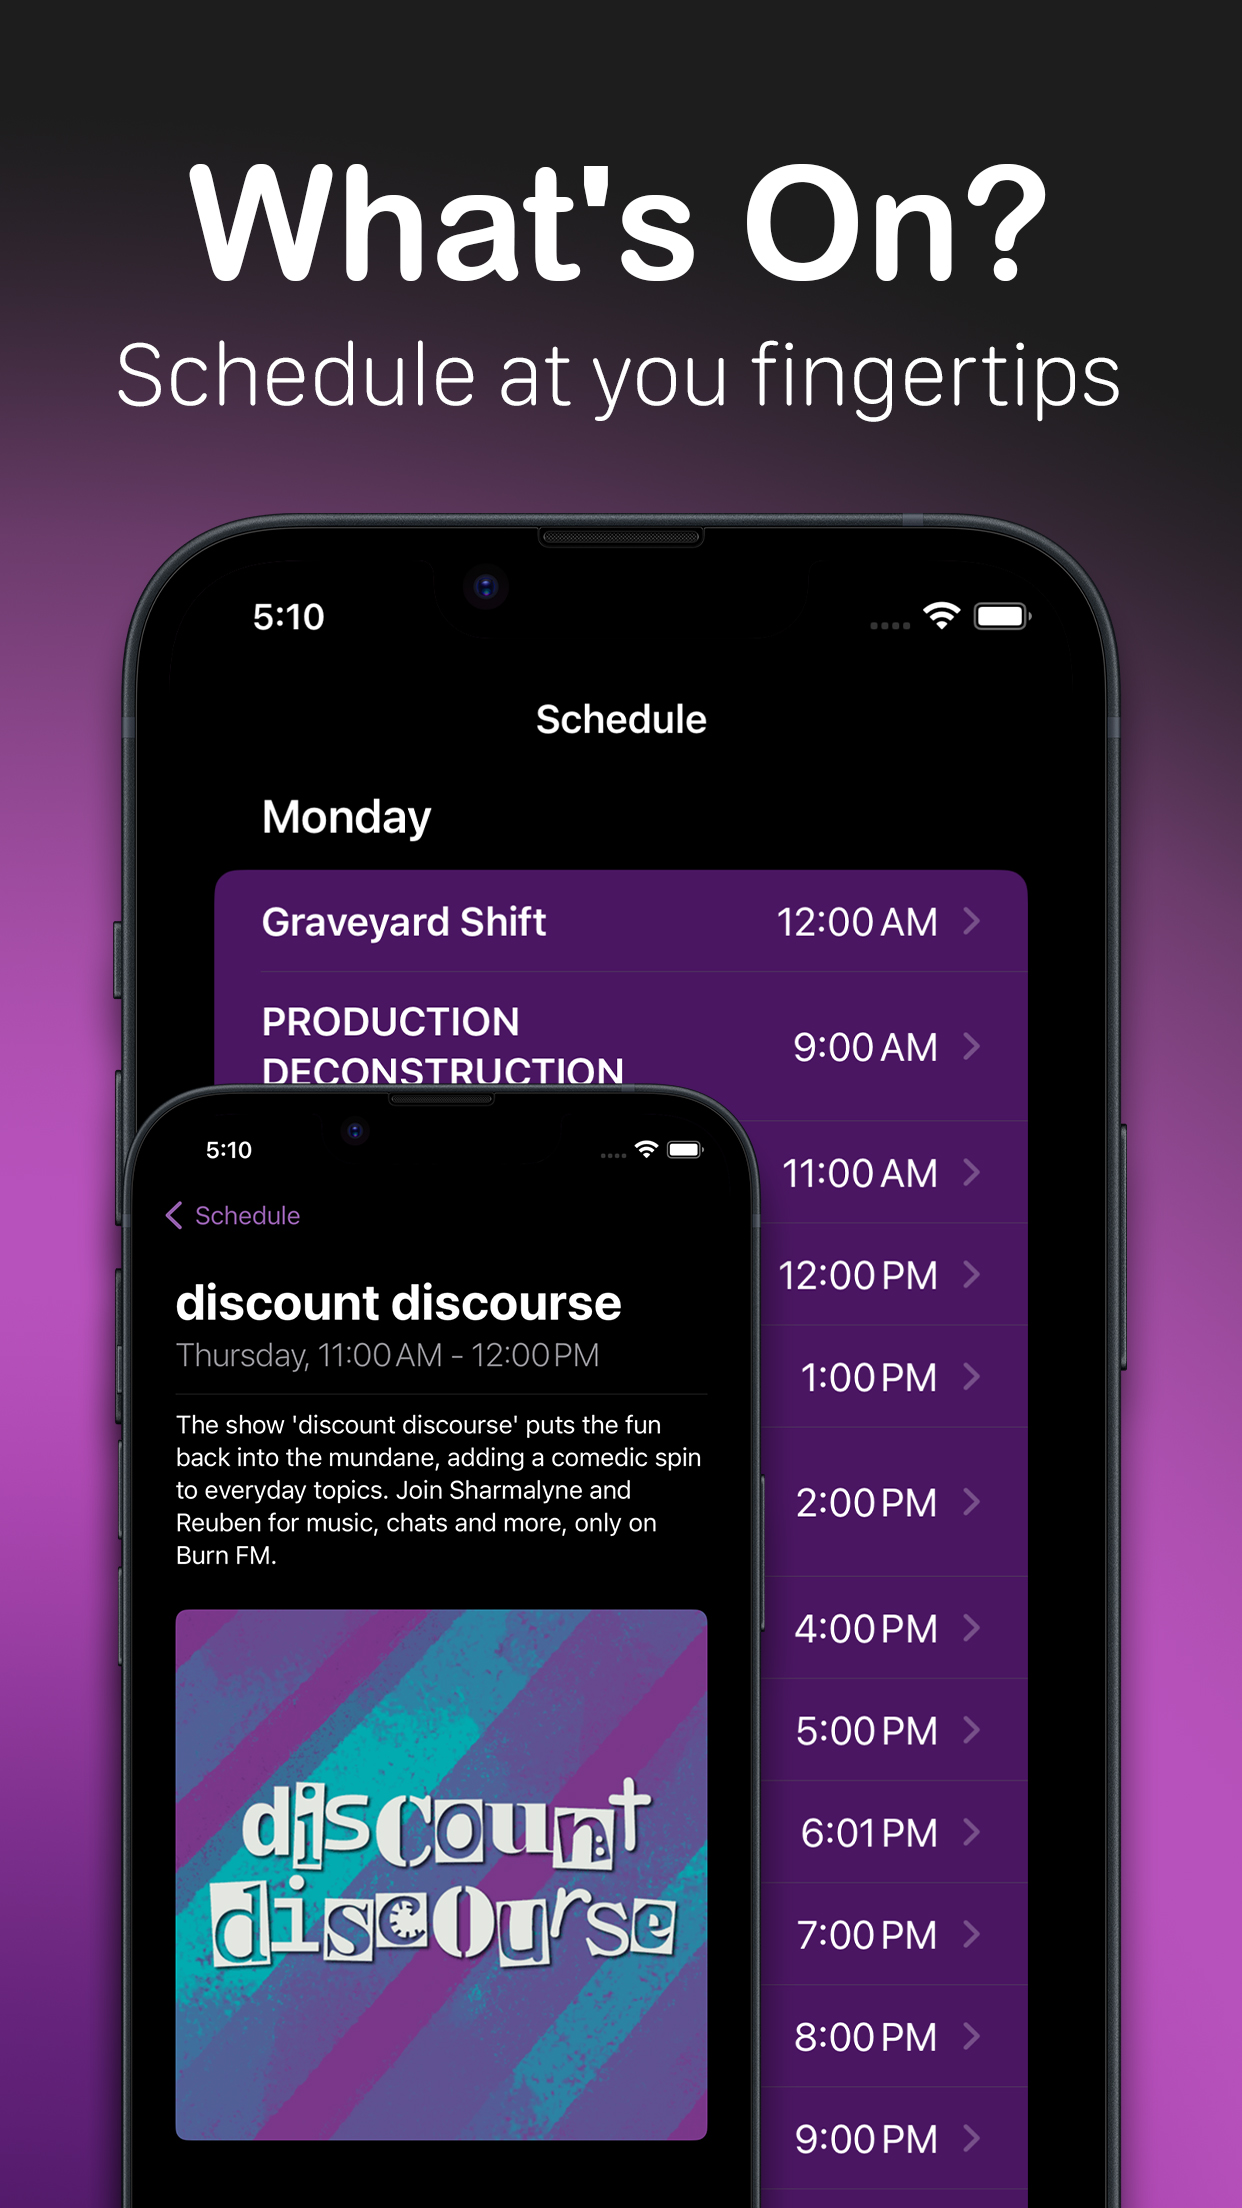 What's On?
Schedule at you fingertips
5:10
Schedule
Monday
Graveyard Shift 12:00 AM
PRODUCTION
DECONSTRUCTION
9:00 AM
11:00 AM
12:00 PM
1:00 PM
2:00 PM
4:00 PM
5:00 PM
6:01 PM
7:00 PM
8:00 PM
9:00 PM
5:10
Schedule
discount discourse
Thursday, 11:00 AM - 12:00 PM
The show 'discount discourse' puts the fun
back into the mundane, adding a comedic spin
to everyday topics. Join Sharmalyne and
Reuben for music, chats and more, only on
Burn FM.
discount
discourse